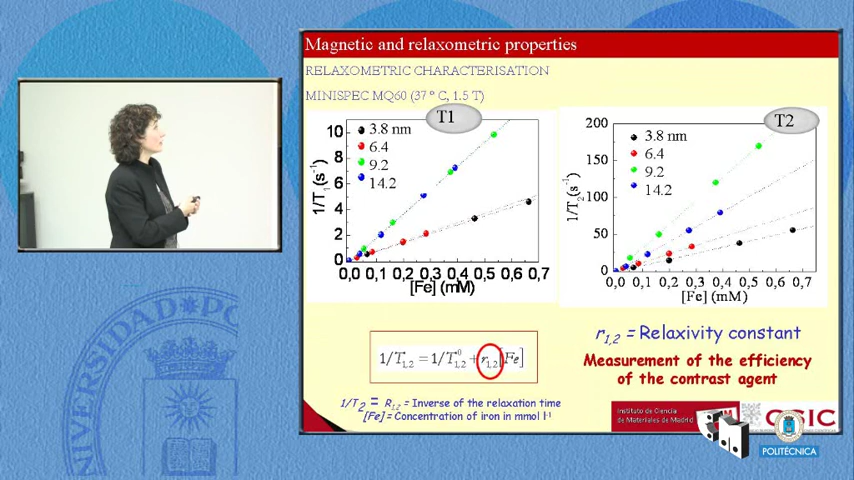 Magnetic and relaxometric properties
RELAXOMETRIC CHARACTERISATION
MINISPEC MQ60 (37 º C, 1.5 T)
T1
10
8
6
4
2
0
1/T1(s-1)
3.8 nm
6.4
9.2
14.2
0,0 0,1 0,2 0,3 0,4 0,5 0,6 0,7
[Fe] (mM)
T2
200
150
100
50
0
1/T2(s-1)
3.8 nm
6.4
9.2
14.2
0.0 0.1 0.2 0.3 0.4 0.5 0.6 0.7
[Fe] (mM)
1/T1,2 = 1/T0 1,2 + r1,2[Fe]
r1,2 = Relaxivity constant
Measurement of the efficiency
of the contrast agent
1/T2 = R1,2 = Inverse of the relaxation time
[Fe] = Concentration of iron in mmol l-1
Instituto de Ciencia
de Materiales de Madrid
CSIC
POLITÉCNICA